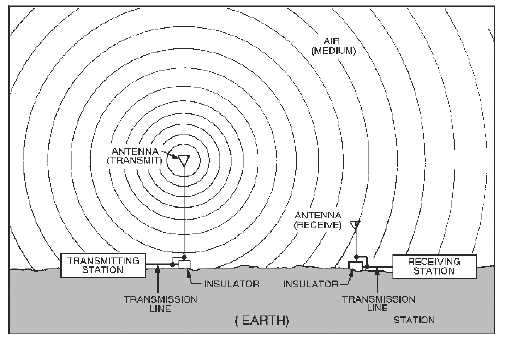 AIR
(MEDIUM)
ANTENNA
(TRANSMIT)
ANTENNA
(RECEIVE)
TRANSMITTING
STATION
RECEIVING
STATION
INSULATOR
INSULATOR
TRANSMISSION
LINE
TRANSMISSION
LINE
(EARTH)
STATION